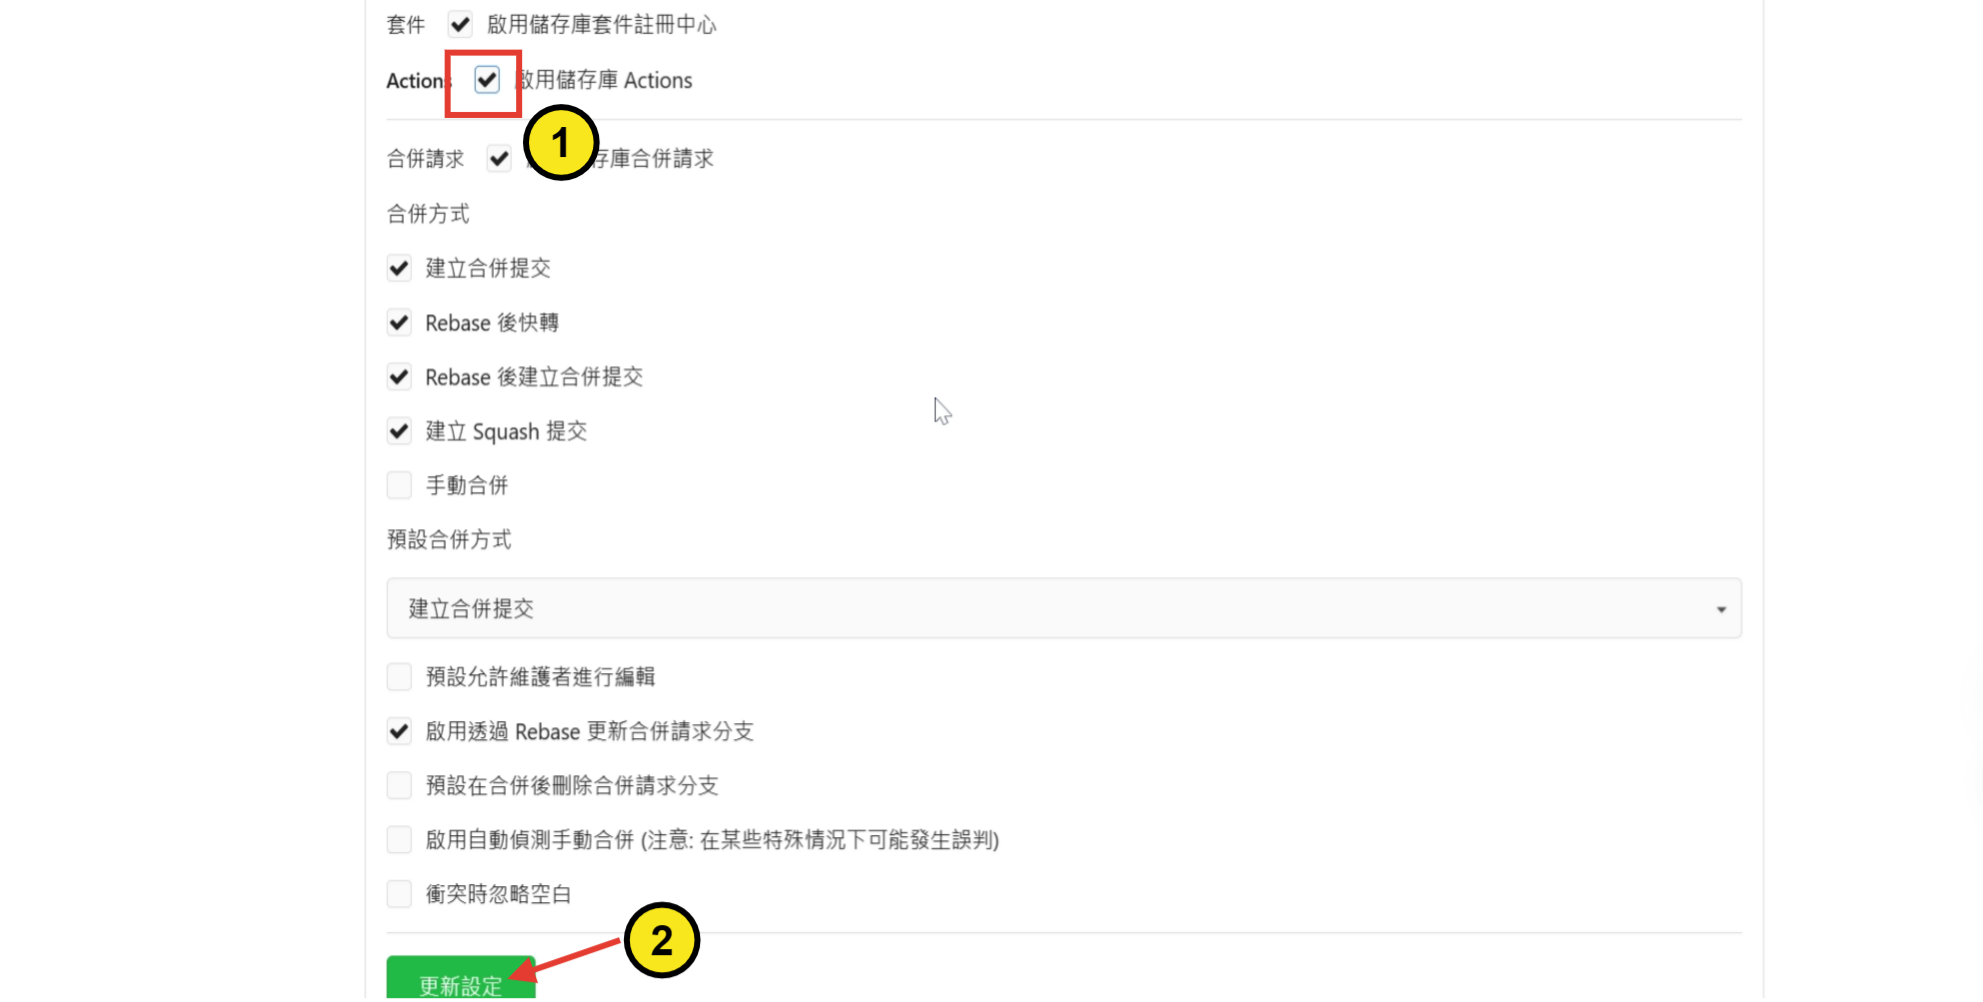 套件 啟用儲存庫套件註冊中心
Actions 啟用儲存庫 Actions
1
合併請求 存庫合併請求
合併方式
建立合併提交
Rebase 後快轉
Rebase 後建立合併提交
建立 Squash 提交
手動合併
預設合併方式
建立合併提交
預設允許維護者進行編輯
啟用透過 Rebase 更新合併請求分支
預設在合併後刪除合併請求分支
啟用自動偵測手動合併 (注意: 在某些特殊情況下可能發生誤判)
衝突時忽略空白
2
更新設定